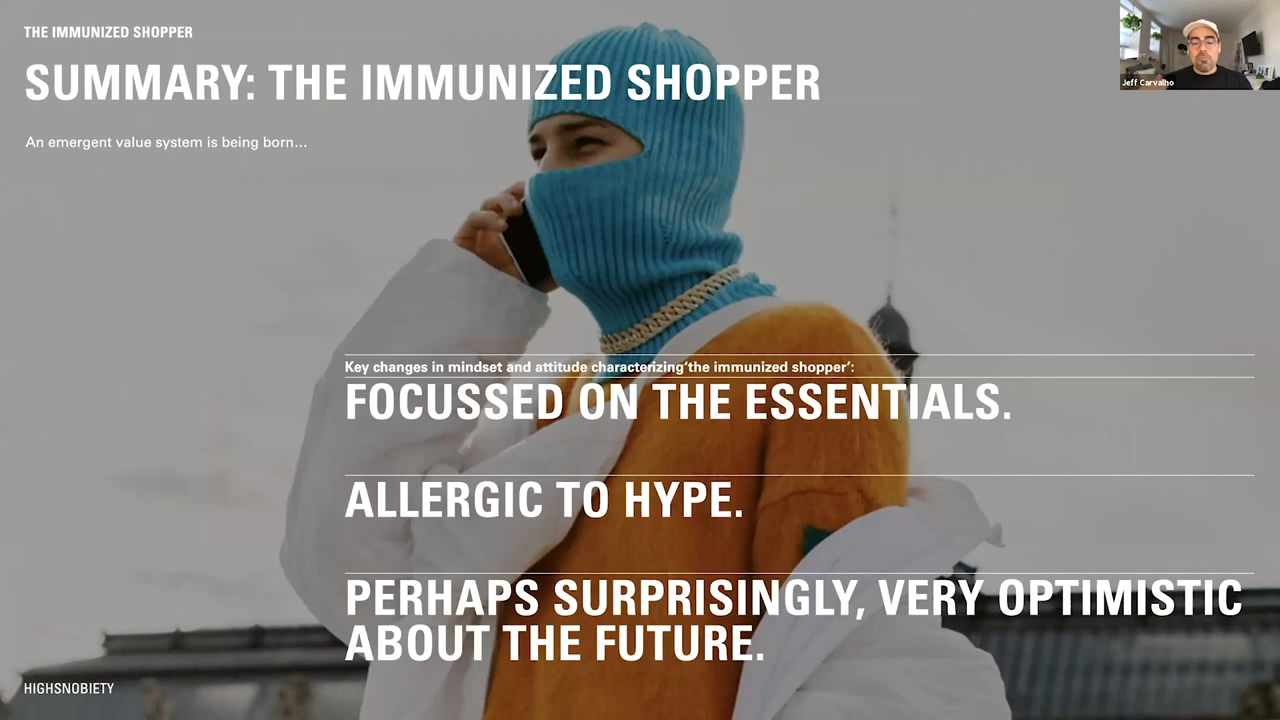 THE IMMUNIZED SHOPPER
SUMMARY: THE IMMUNIZED SHOPPER
An emergent value system is being born...
Jeff Carvalho
Key changes in mindset and attitude characterizing‘the immunized shopper’:
FOCUSSED ON THE ESSENTIALS.
ALLERGIC TO HYPE.
PERHAPS SURPRISINGLY, VERY OPTIMISTIC
ABOUT THE FUTURE.
HIGHSNOBIETY